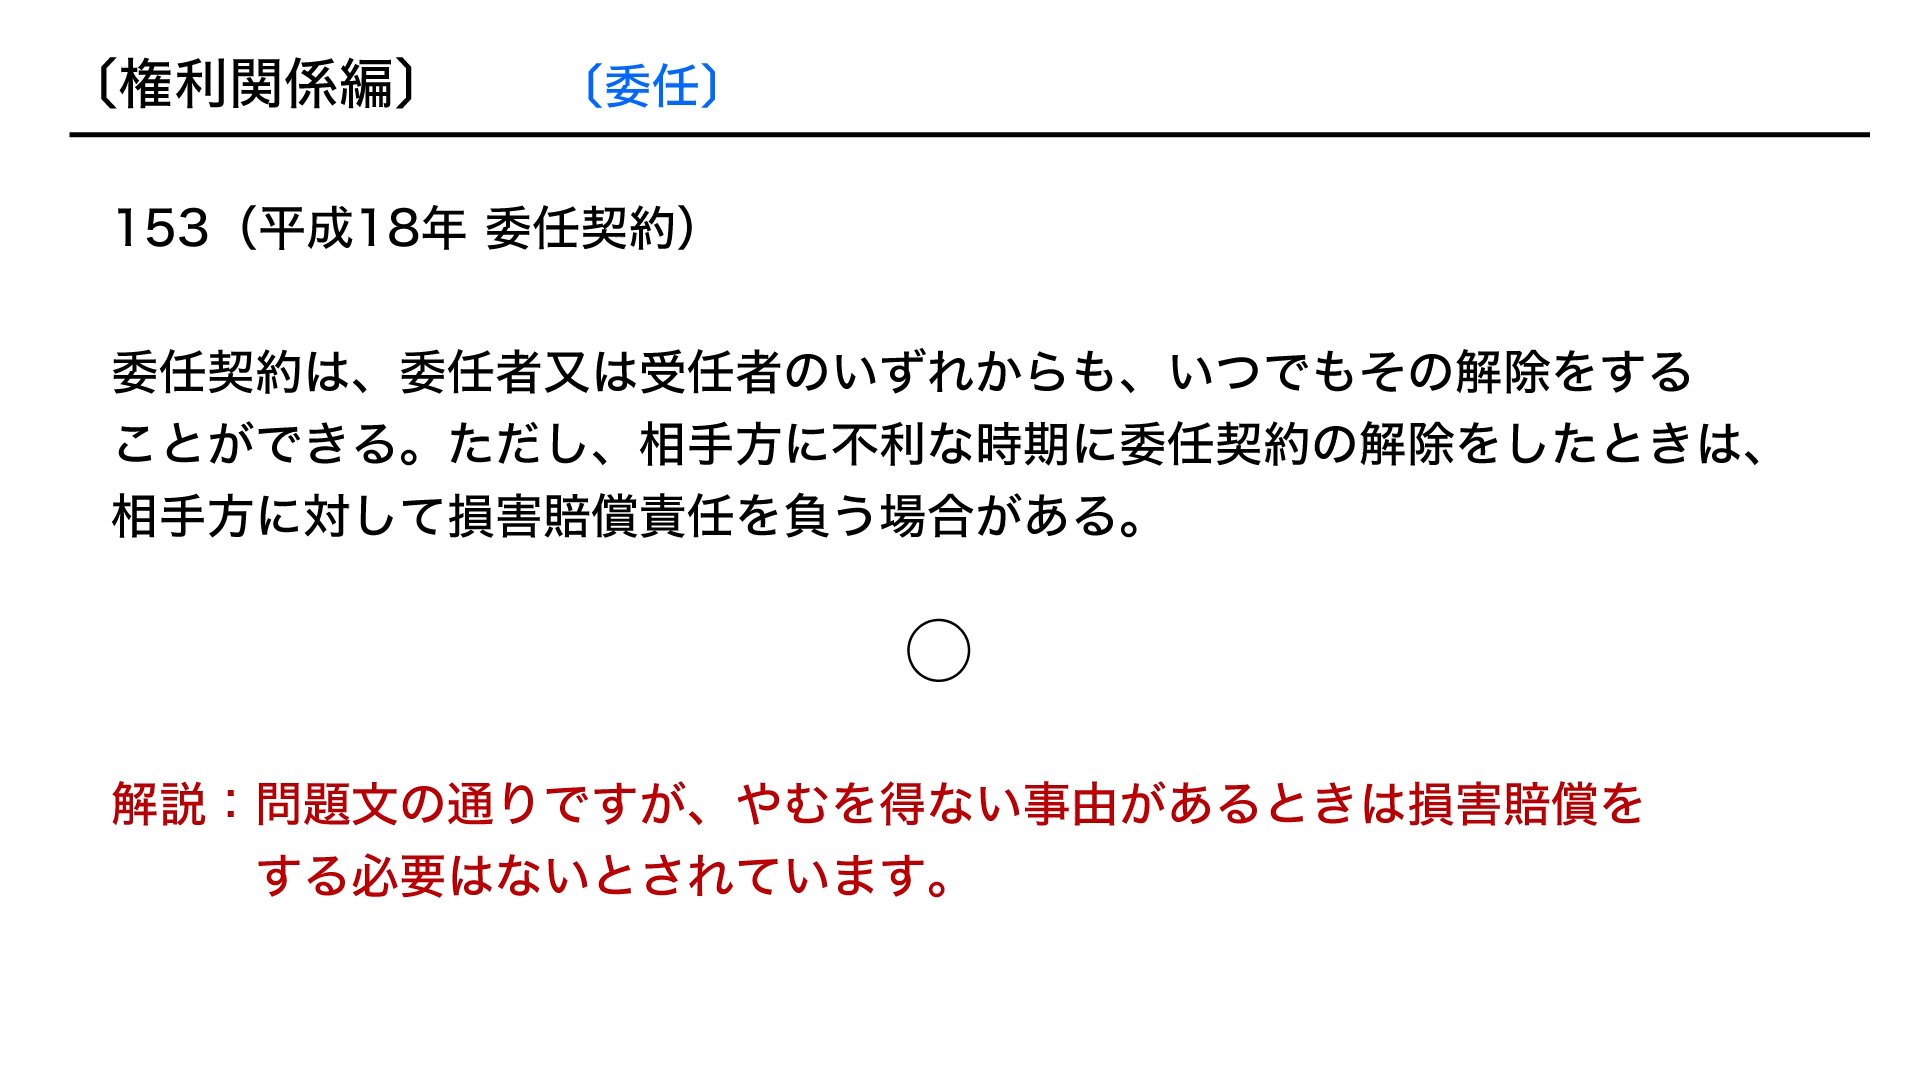 〔権利関係編〕 〔委任〕
153（平成18年 委任契約）
委任契約は、委任者又は受任者のいずれからも、いつでもその解除をする
ことができる。ただし、相手方に不利な時期に委任契約の解除をしたときは、
相手方に対して損害賠償責任を負う場合がある。
◯
解説：問題文の通りですが、やむを得ない事由があるときは損害賠償を
する必要はないとされています。